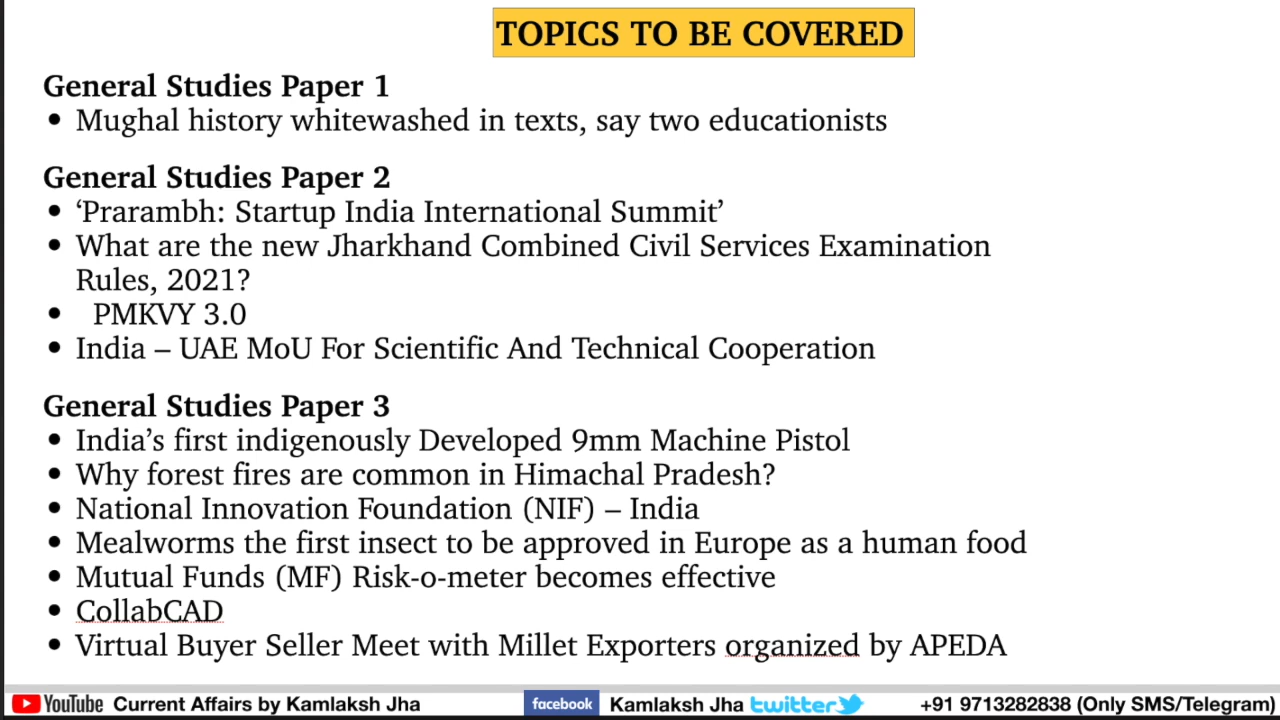 TOPICS TO BE COVERED
General Studies Paper 1
• Mughal history whitewashed in texts, say two educationists
General Studies Paper 2
• ‘Prarambh: Startup India International Summit’
• What are the new Jharkhand Combined Civil Services Examination
Rules, 2021?
• PMKVY 3.0
• India – UAE MoU For Scientific And Technical Cooperation
General Studies Paper 3
• India’s first indigenously Developed 9mm Machine Pistol
• Why forest fires are common in Himachal Pradesh?
• National Innovation Foundation (NIF) – India
• Mealworms the first insect to be approved in Europe as a human food
• Mutual Funds (MF) Risk-o-meter becomes effective
• CollabCAD
• Virtual Buyer Seller Meet with Millet Exporters organized by APEDA
YouTube Current Affairs by Kamlaksh Jha facebook Kamlaksh Jha twitter +91 9713282838 (Only SMS/Telegram)